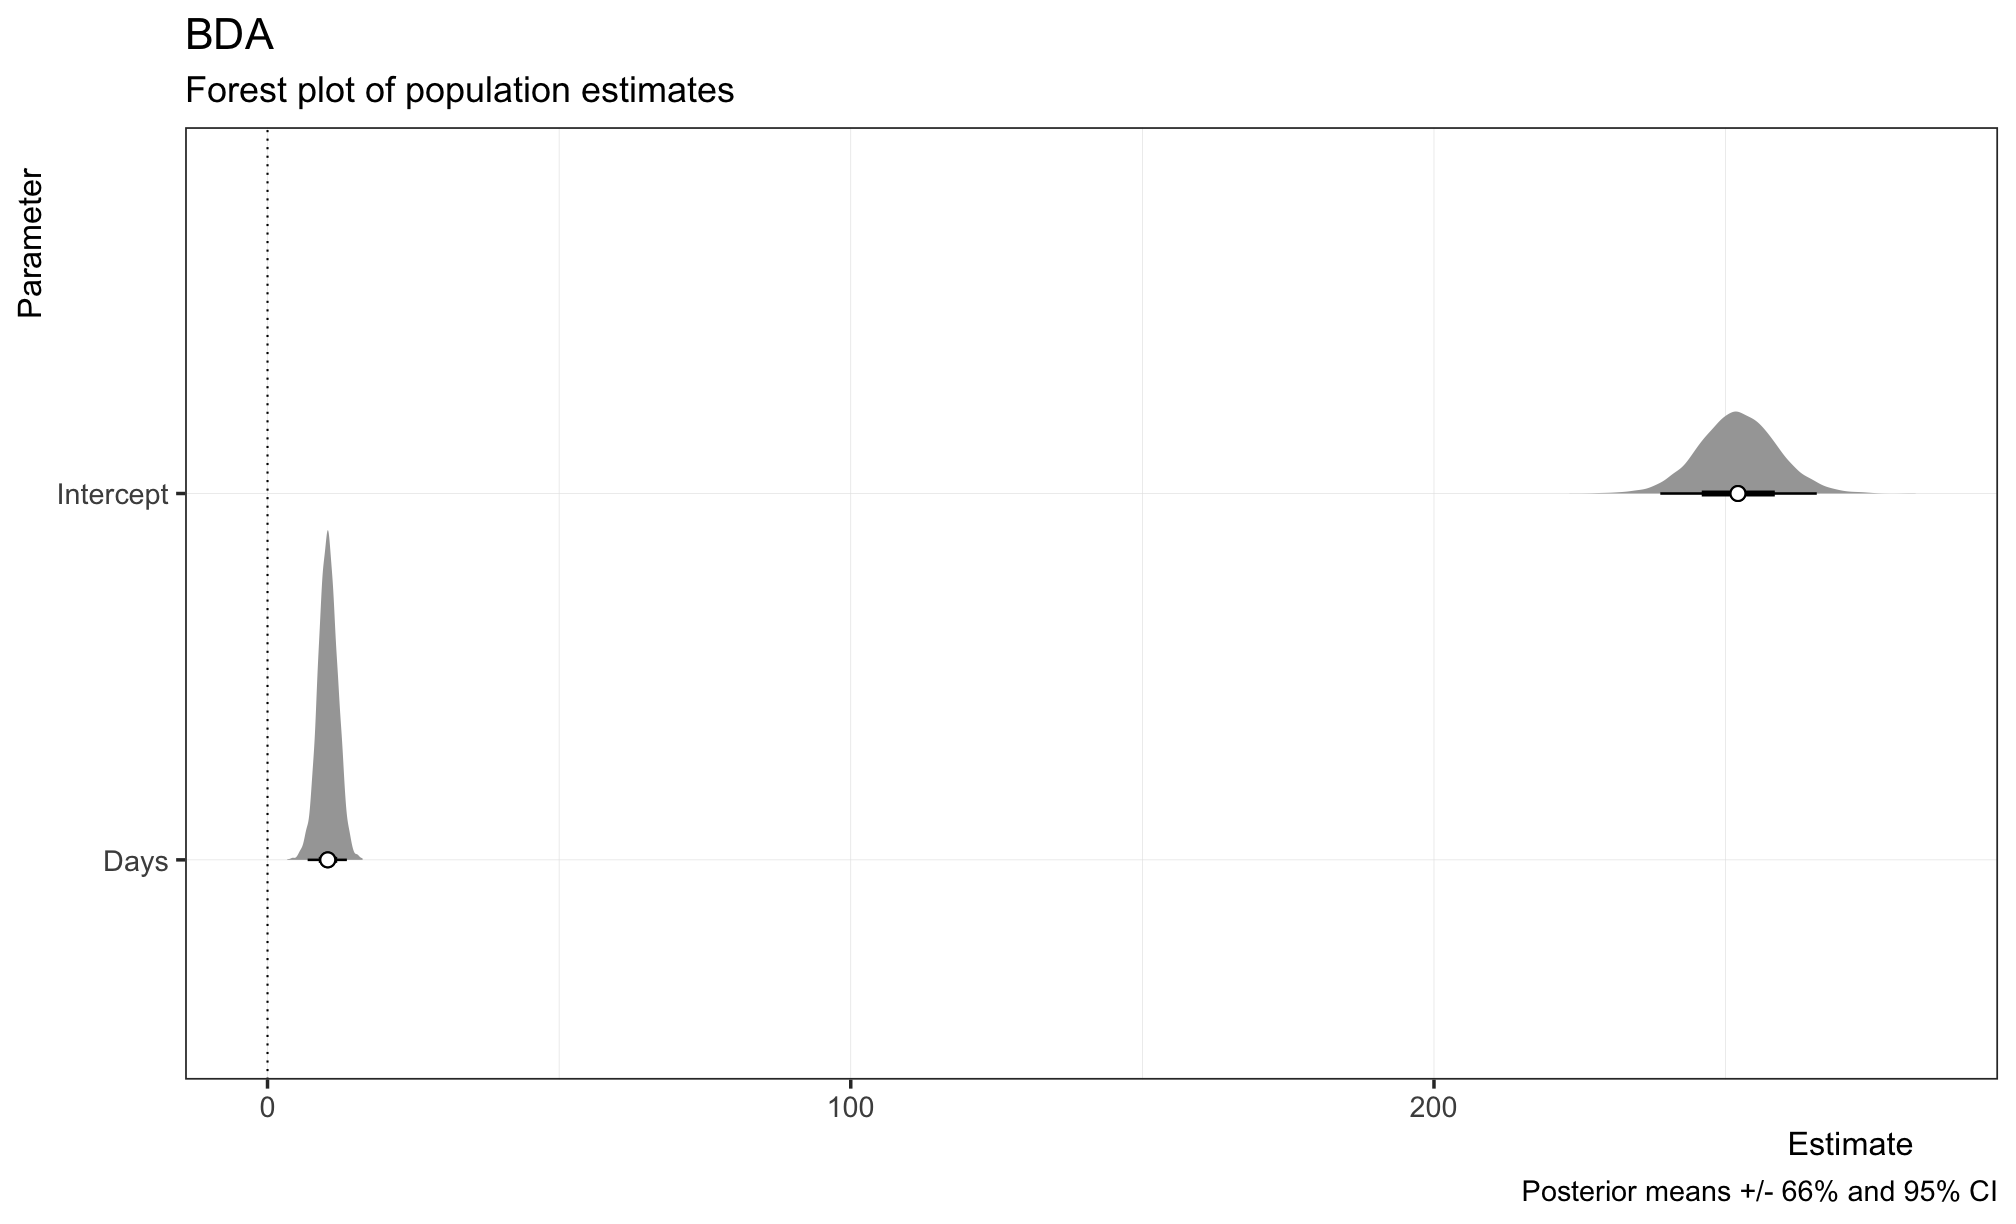 BDA
Forest plot of population estimates
Parameter
Intercept
Days
0 100 200
Estimate
Posterior means +/- 66% and 95% CI